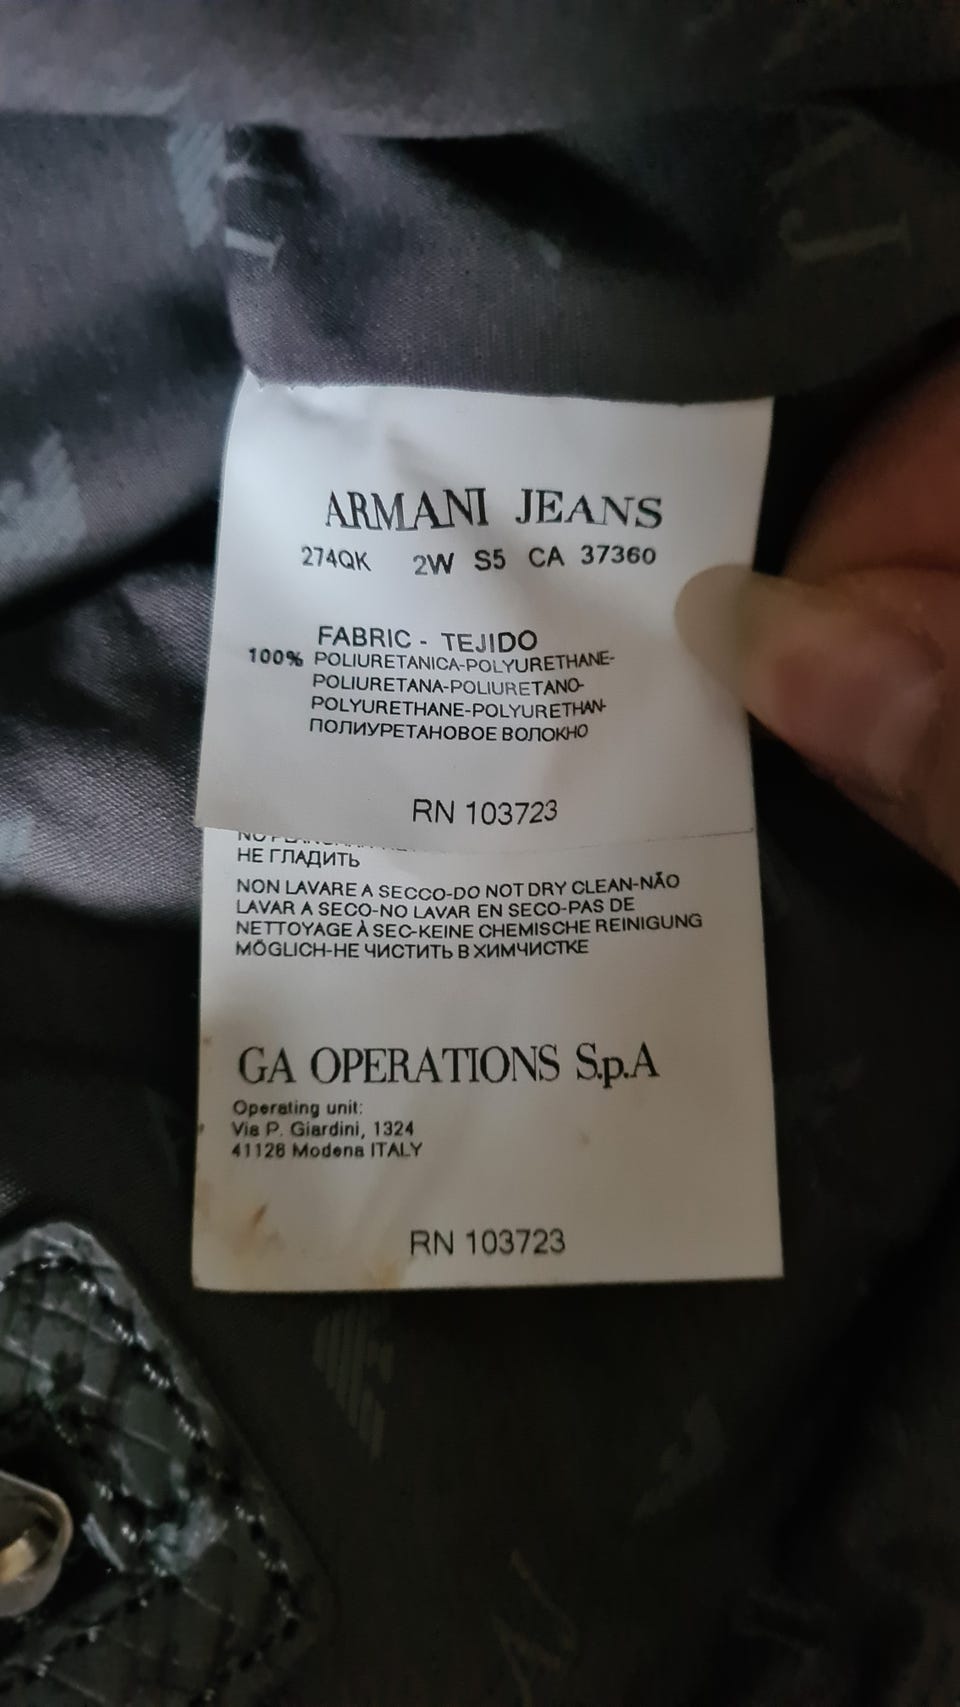 ARMANI JEANS
274QK 2W S5 CA 37360
FABRIC - TEJIDO
100% POLIURETANICA-POLYURETHANE-
POLIURETANA-POLIURETANO-
POLYURETHANE-POLYURETHAN-
ПОЛИУРЕТАНОВОЕ ВОЛОКНО
RN 103723
НЕ ГЛАДИТЬ
NON LAVARE A SECCO-DO NOT DRY CLEAN-NÃO
LAVAR A SECO-NO LAVAR EN SECO-PAS DE
NETTOYAGE À SEC-KEINE CHEMISCHE REINIGUNG
MÖGLICH-НЕ ЧИСТИТЬ В ХИМЧИСТКЕ
GA OPERATIONS S.p.A
Operating unit:
Via P. Giardini, 1324
41126 Modena ITALY
RN 103723